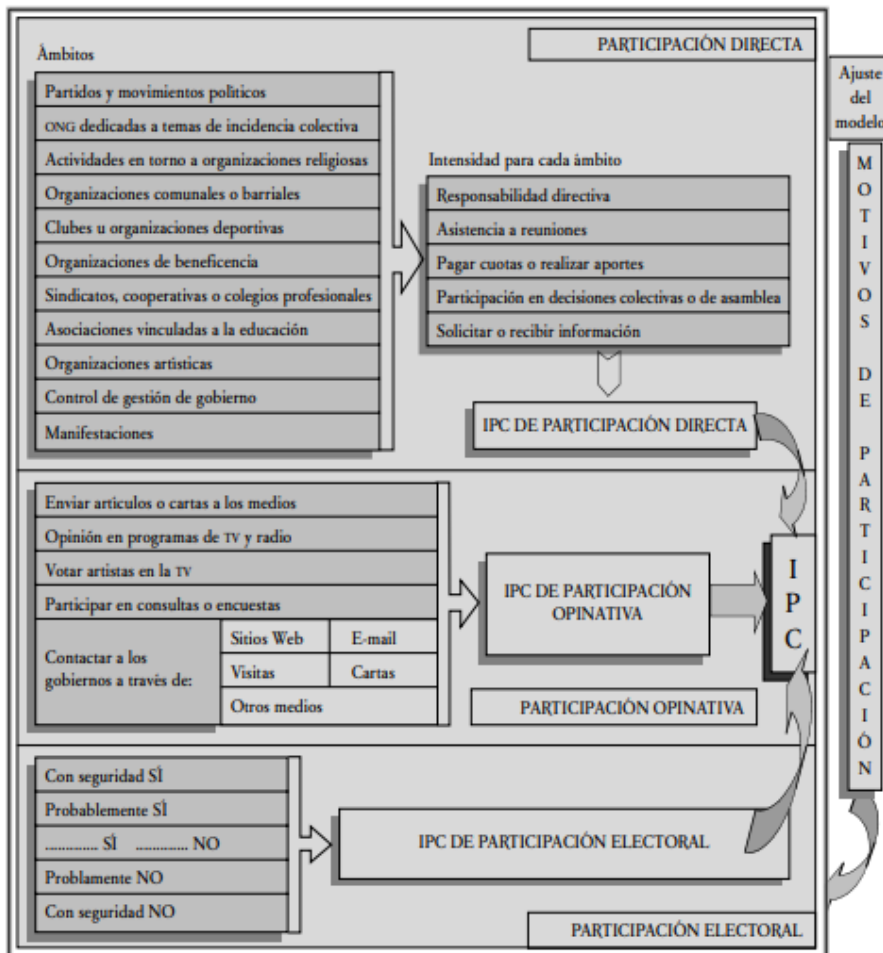 PARTICIPACIÓN DIRECTA
Ámbitos
Partidos y movimientos políticos
ONG dedicadas a temas de incidencia colectiva
Actividades en torno a organizaciones religiosas
Organizaciones comunales o barriales
Clubes u organizaciones deportivas
Organizaciones de beneficencia
Sindicatos, cooperativas o colegios profesionales
Asociaciones vinculadas a la educación
Organizaciones artísticas
Control de gestión de gobierno
Manifestaciones
Intensidad para cada ámbito
Responsabilidad directiva
Asistencia a reuniones
Pagar cuotas o realizar aportes
Participación en decisiones colectivas o de asamblea
Solicitar o recibir información
IPC DE PARTICIPACIÓN DIRECTA
Enviar artículos o cartas a los medios
Opinión en programas de TV y radio
Votar artistas en la TV
Participar en consultas o encuestas
Contactar a los
gobiernos a través de:
Sitios Web
E-mail
Visitas
Cartas
Otros medios
IPC DE PARTICIPACIÓN
OPINATIVA
PARTICIPACIÓN OPINATIVA
IPC
Con seguridad SÍ
Probablemente SÍ
............. SÍ ............. NO
Problamente NO
Con seguridad NO
IPC DE PARTICIPACIÓN ELECTORAL
PARTICIPACIÓN ELECTORAL
Ajuste
del
modelo
MOTIVOS DE PARTICIPACIÓN